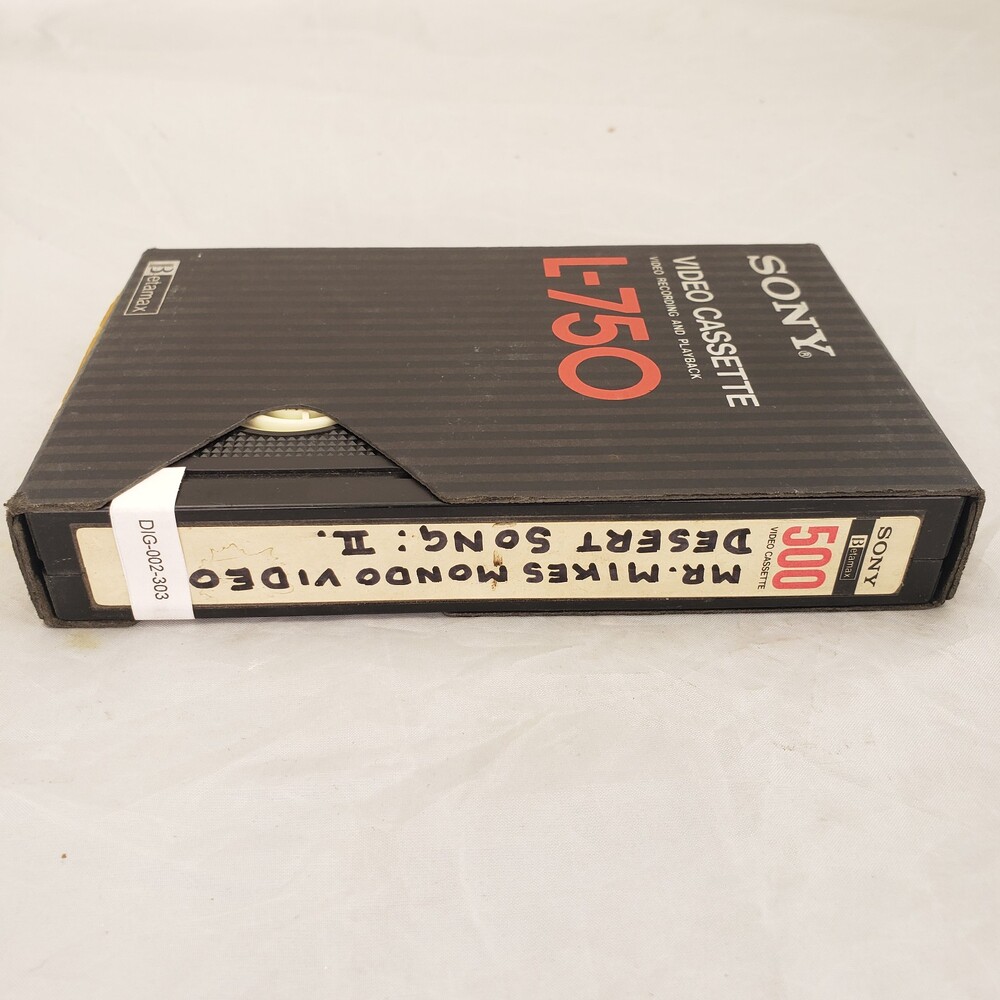 SONY®
VIDEO CASSETTE
VIDEO RECORDING AND PLAYBACK
L-750
Betamax
SONY
Betamax
500
VIDEO CASSETTE
MR. MIKES MONDO VIDEO
DESERT SONG: II.
DIG-002-303